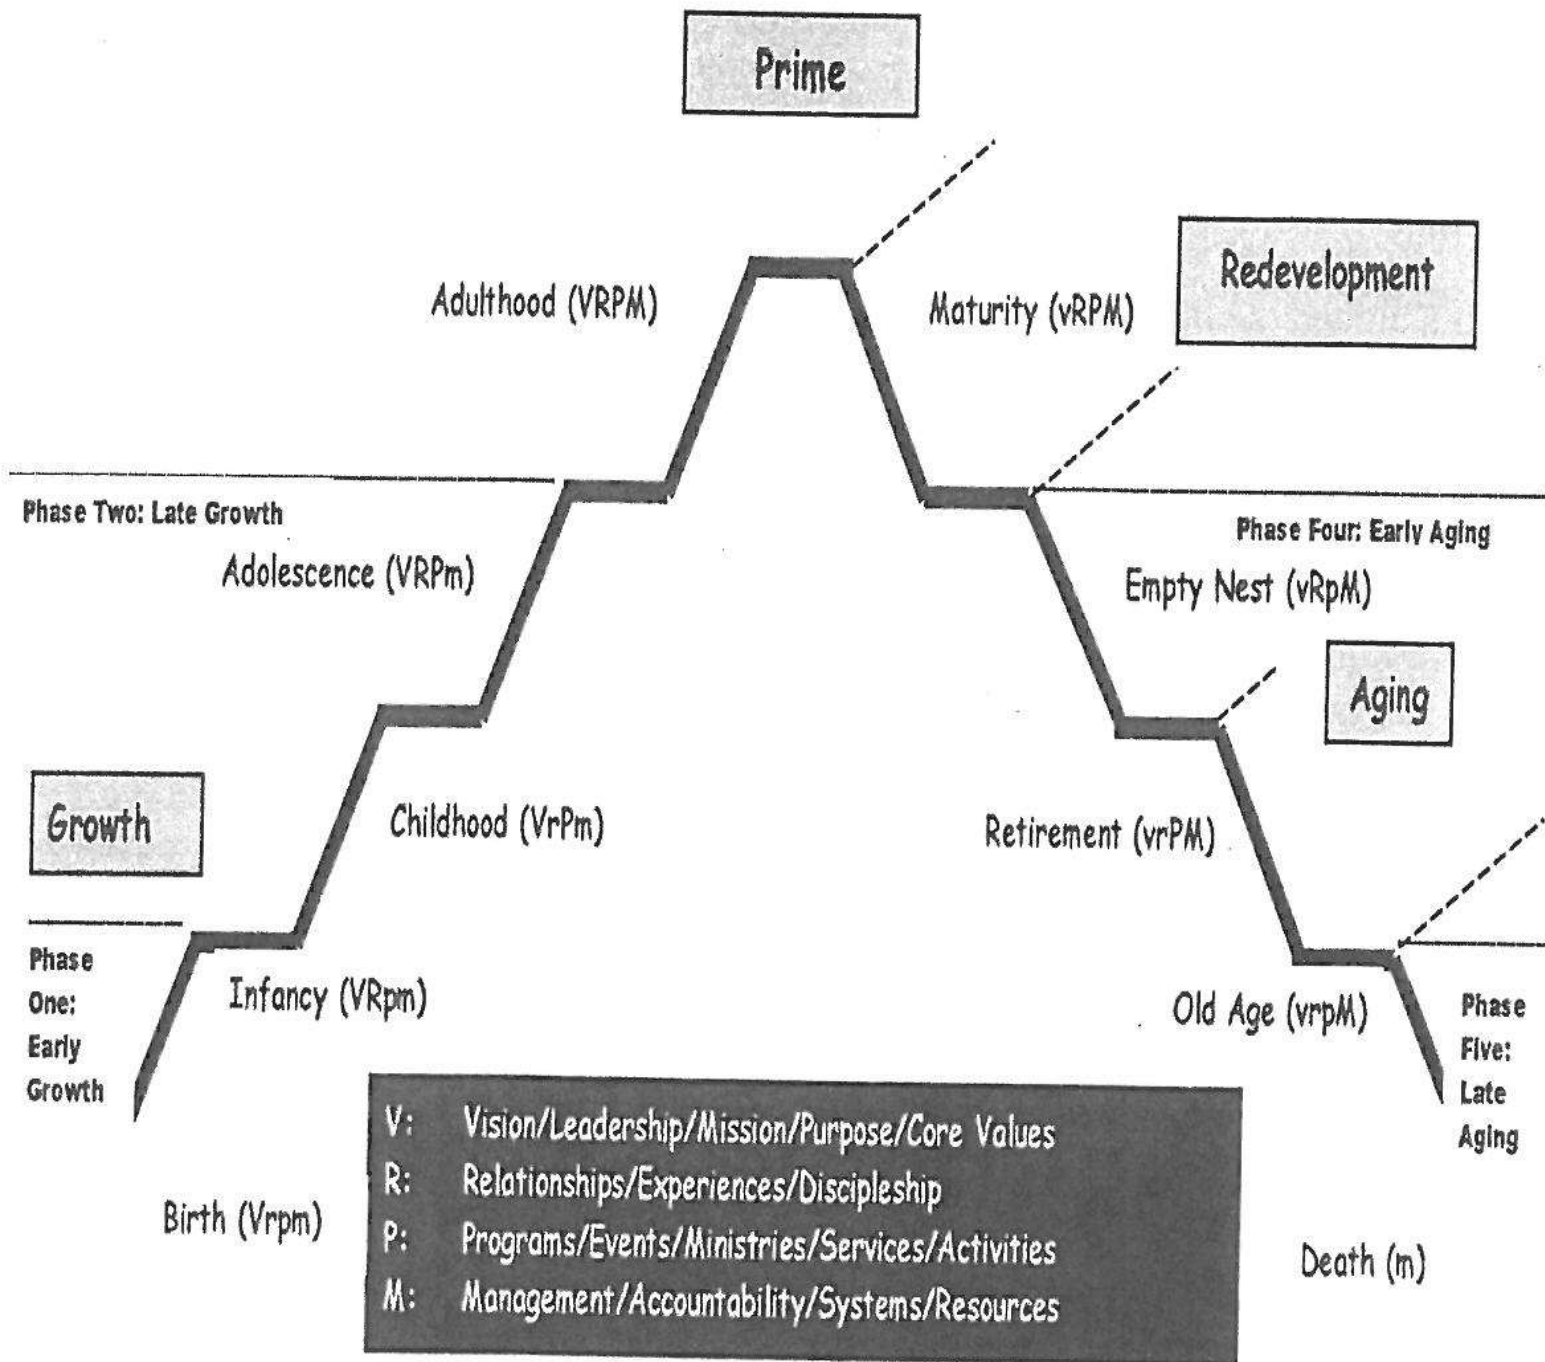 Prime
Redevelopment
Adulthood (VRPM)
Maturity (vRPM)
Phase Two: Late Growth
Phase Four: Early Aging
Adolescence (VRPm)
Empty Nest (vRpM)
Aging
Growth
Childhood (VrPm)
Retirement (vrPM)
Phase
One:
Early
Growth
Infancy (VRpm)
Old Age (vrpM)
Phase
Five:
Late
Aging
V: Vision/Leadership/Mission/Purpose/Core Values
R: Relationships/Experiences/Discipleship
P: Programs/Events/Ministries/Services/Activities
M: Management/Accountability/Systems/Resources
Birth (Vrpm)
Death (m)